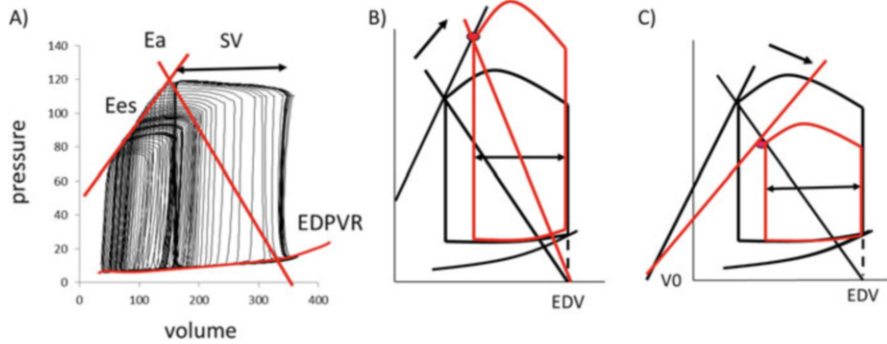 A)
Ea
SV
140
120
100
80
60
40
20
0
pressure
Ees
EDPVR
0
100
200
300
400
volume
B)
EDV
C)
V0
EDV